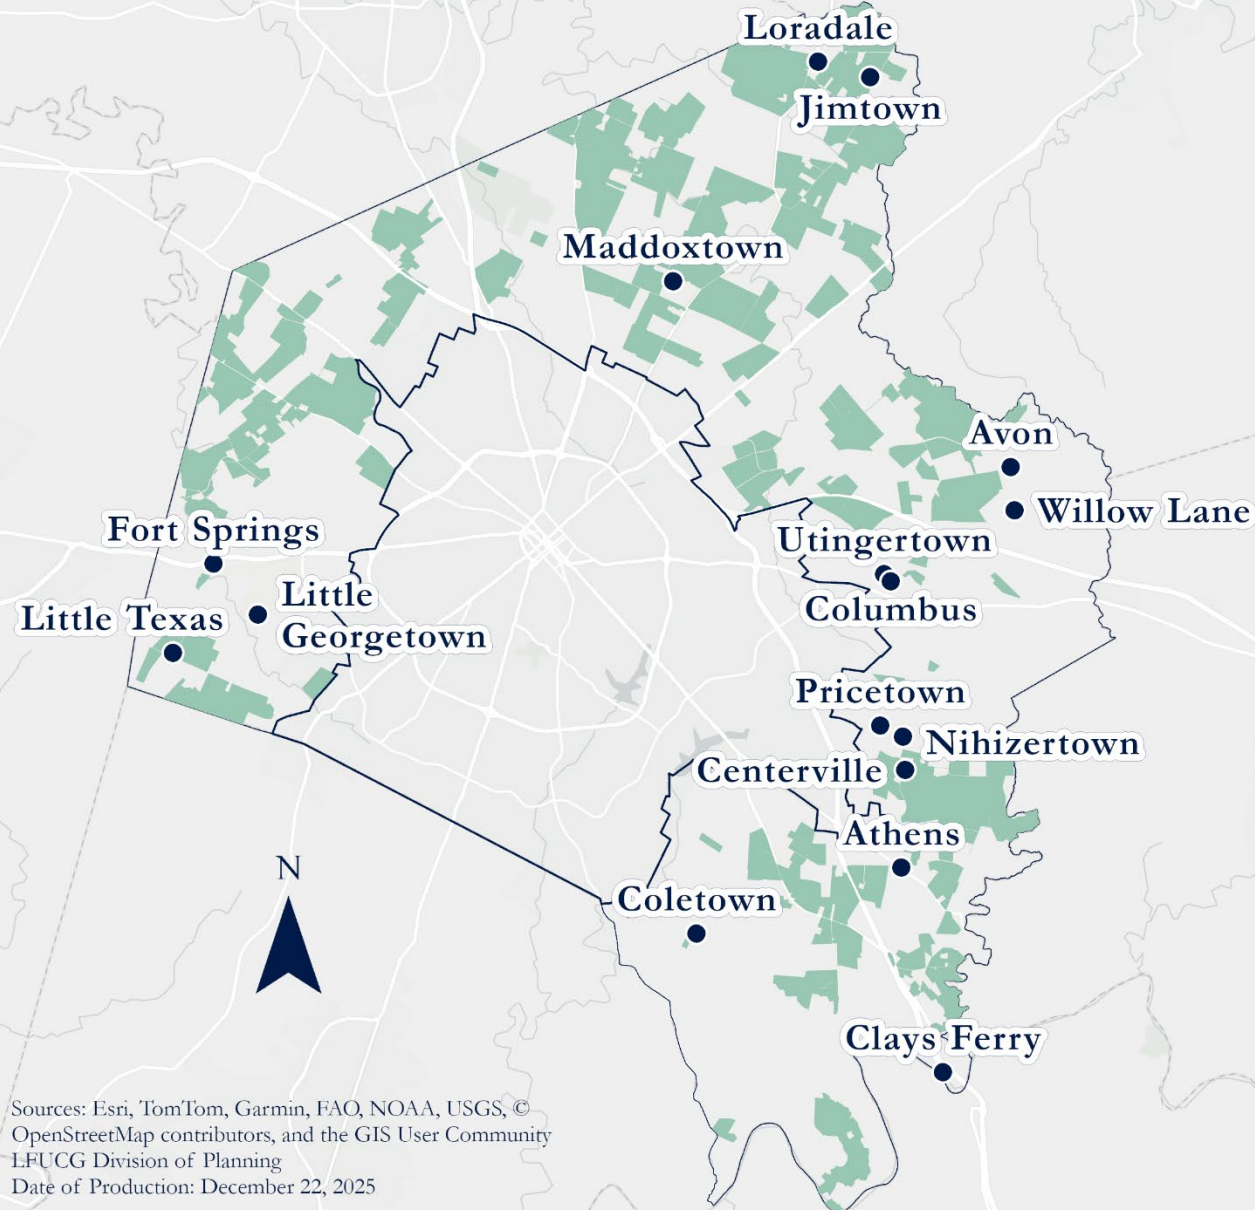 Loradale
Jimtown
Maddoxtown
Avon
Willow Lane
Fort Springs
Utingertown
Little
Georgetown
Columbus
Little Texas
Pricetown
Nihizertown
Centerville
Athens
N
Coletown
Clays Ferry
Sources: Esri, TomTom, Garmin, FAO, NOAA, USGS, ©
OpenStreetMap contributors, and the GIS User Community
LFUCG Division of Planning
Date of Production: December 22, 2025